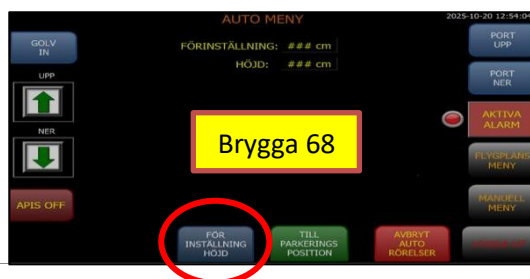 AUTO MENY
2025-10-20 12:54:04
GOLV
IN
FÖRINSTÄLLNING: ### cm
HÖJD: ### cm
PORT
UPP
UPP
PORT
NER
AKTIVA
ALARM
NER
Brygga 68
FLYGPLANS
MENY
APIS OFF
MANUELL
MENY
FÖR
INSTÄLLNING
HÖJD
TILL
PARKERINGS
POSITION
AVBRYT
AUTO
RÖRELSER